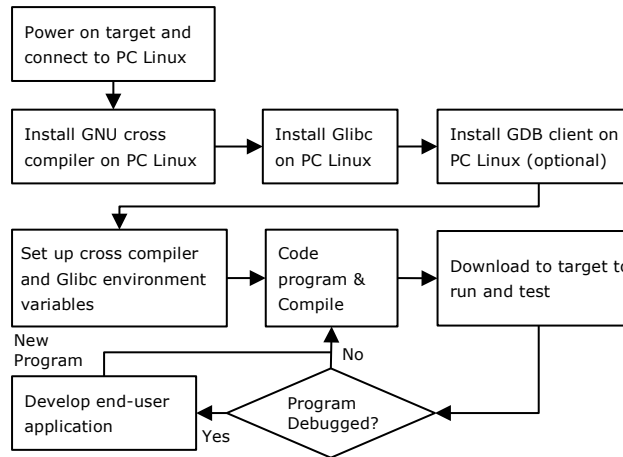 Power on target and
connect to PC Linux
Install GNU cross
compiler on PC Linux
Install Glibc
on PC Linux
Install GDB client on
PC Linux (optional)
Set up cross compiler
and Glibc environment
variables
Code
program &
Compile
Download to target to
run and test
New
Program
No
Develop end-user
application
Yes
Program
Debugged?